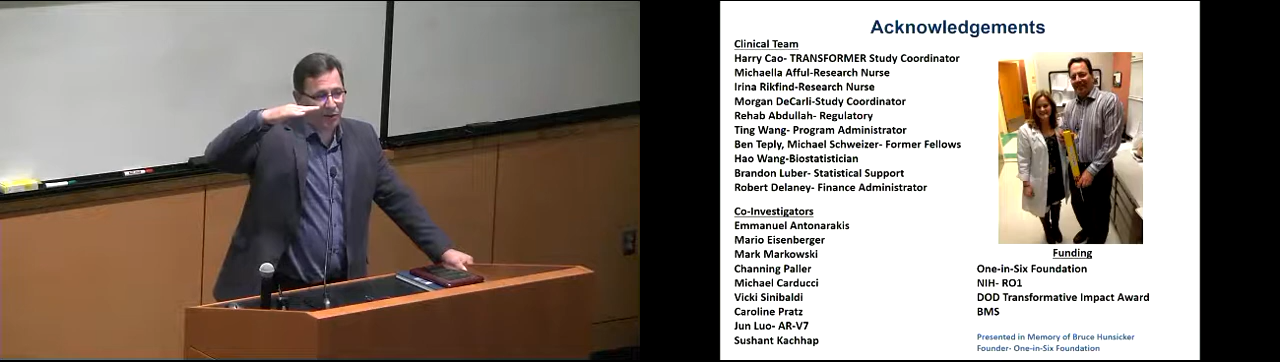 Acknowledgements
Clinical Team
Harry Cao- TRANSFORMER Study Coordinator
Michaella Afful-Research Nurse
Irina Rikfind-Research Nurse
Morgan DeCarli-Study Coordinator
Rehab Abdullah- Regulatory
Ting Wang- Program Administrator
Ben Teply, Michael Schweizer- Former Fellows
Hao Wang-Biostatistician
Brandon Luber- Statistical Support
Robert Delaney- Finance Administrator
Co-Investigators
Emmanuel Antonarakis
Mario Eisenberger
Mark Markowski
Channing Paller
Michael Carducci
Vicki Sinibaldi
Caroline Pratz
Jun Luo- AR-V7
Sushant Kachhap
Funding
One-in-Six Foundation
NIH- RO1
DOD Transformative Impact Award
BMS
Presented in Memory of Bruce Hunsicker
Founder- One-in-Six Foundation